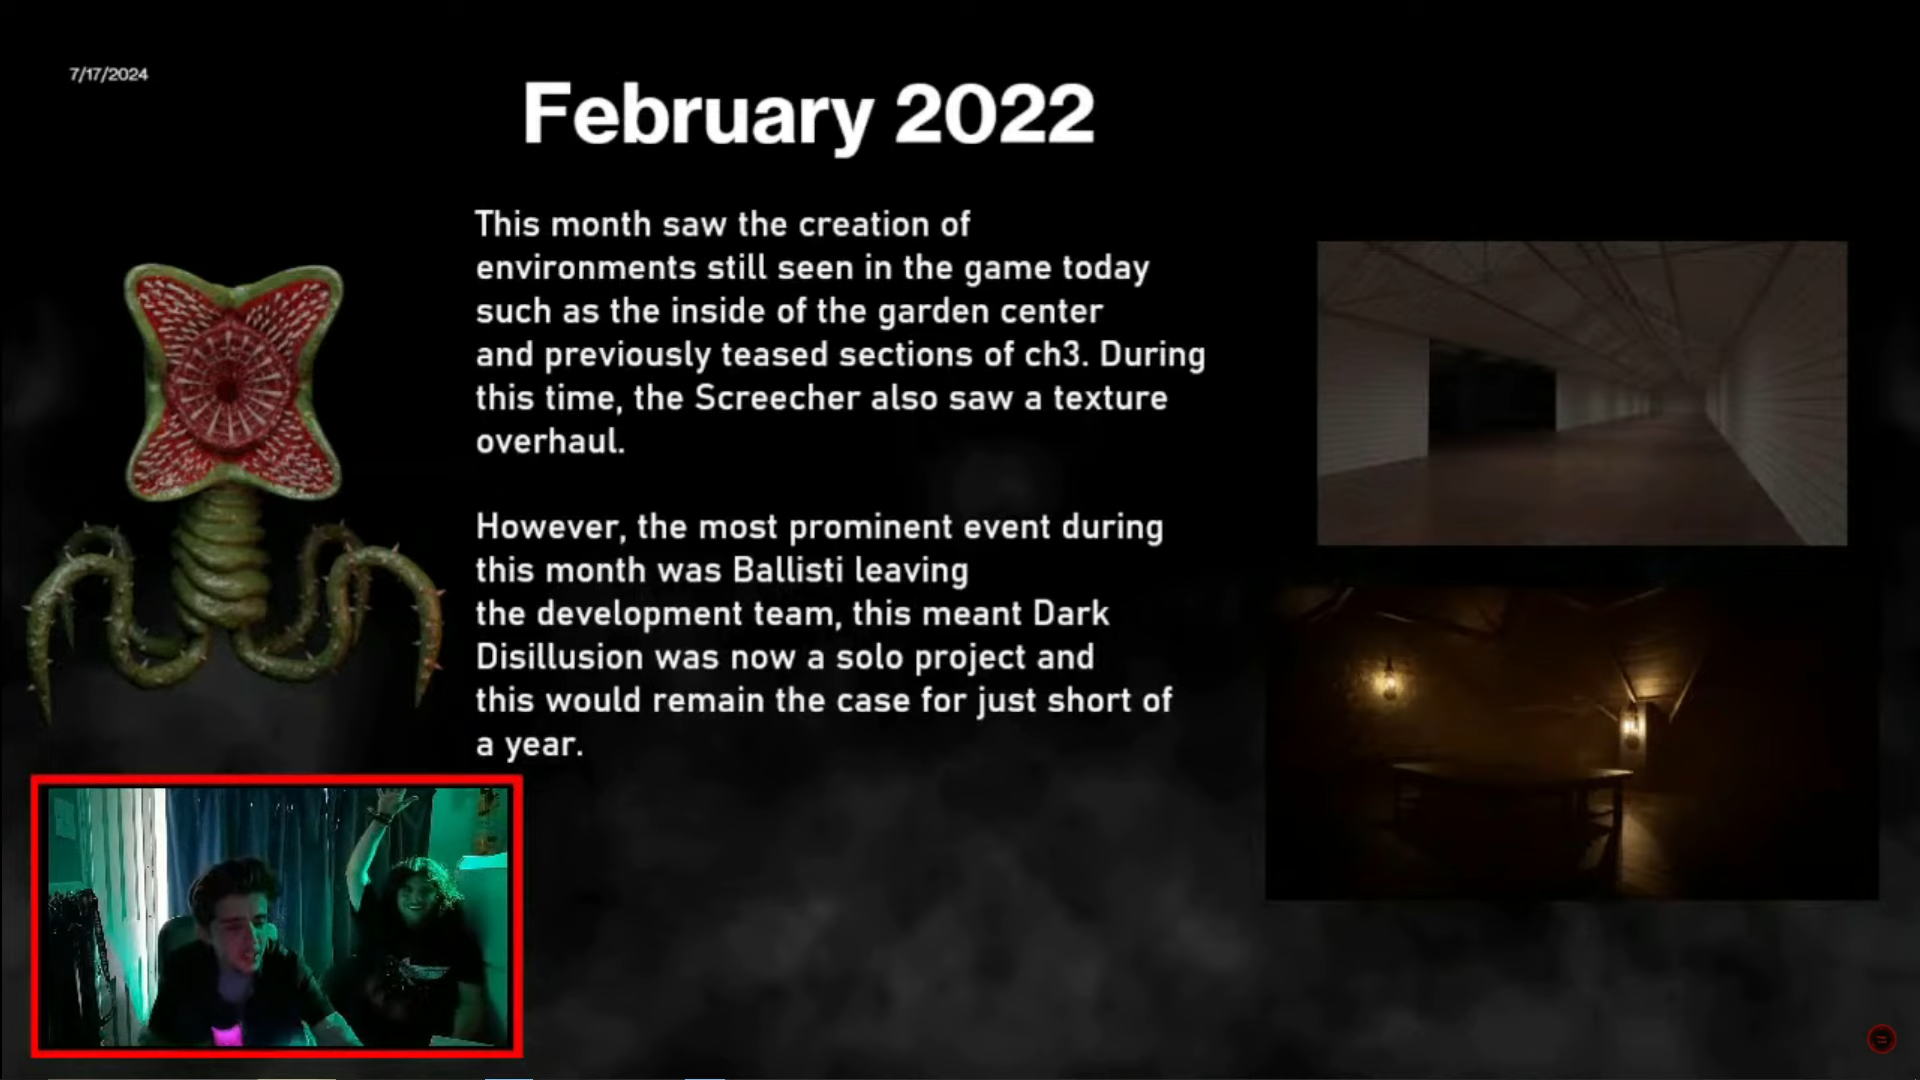 7/17/2024
February 2022
This month saw the creation of
environments still seen in the game today
such as the inside of the garden center
and previously teased sections of ch3. During
this time, the Screecher also saw a texture
overhaul.
However, the most prominent event during
this month was Ballisti leaving
the development team, this meant Dark
Disillusion was now a solo project and
this would remain the case for just short of
a year.